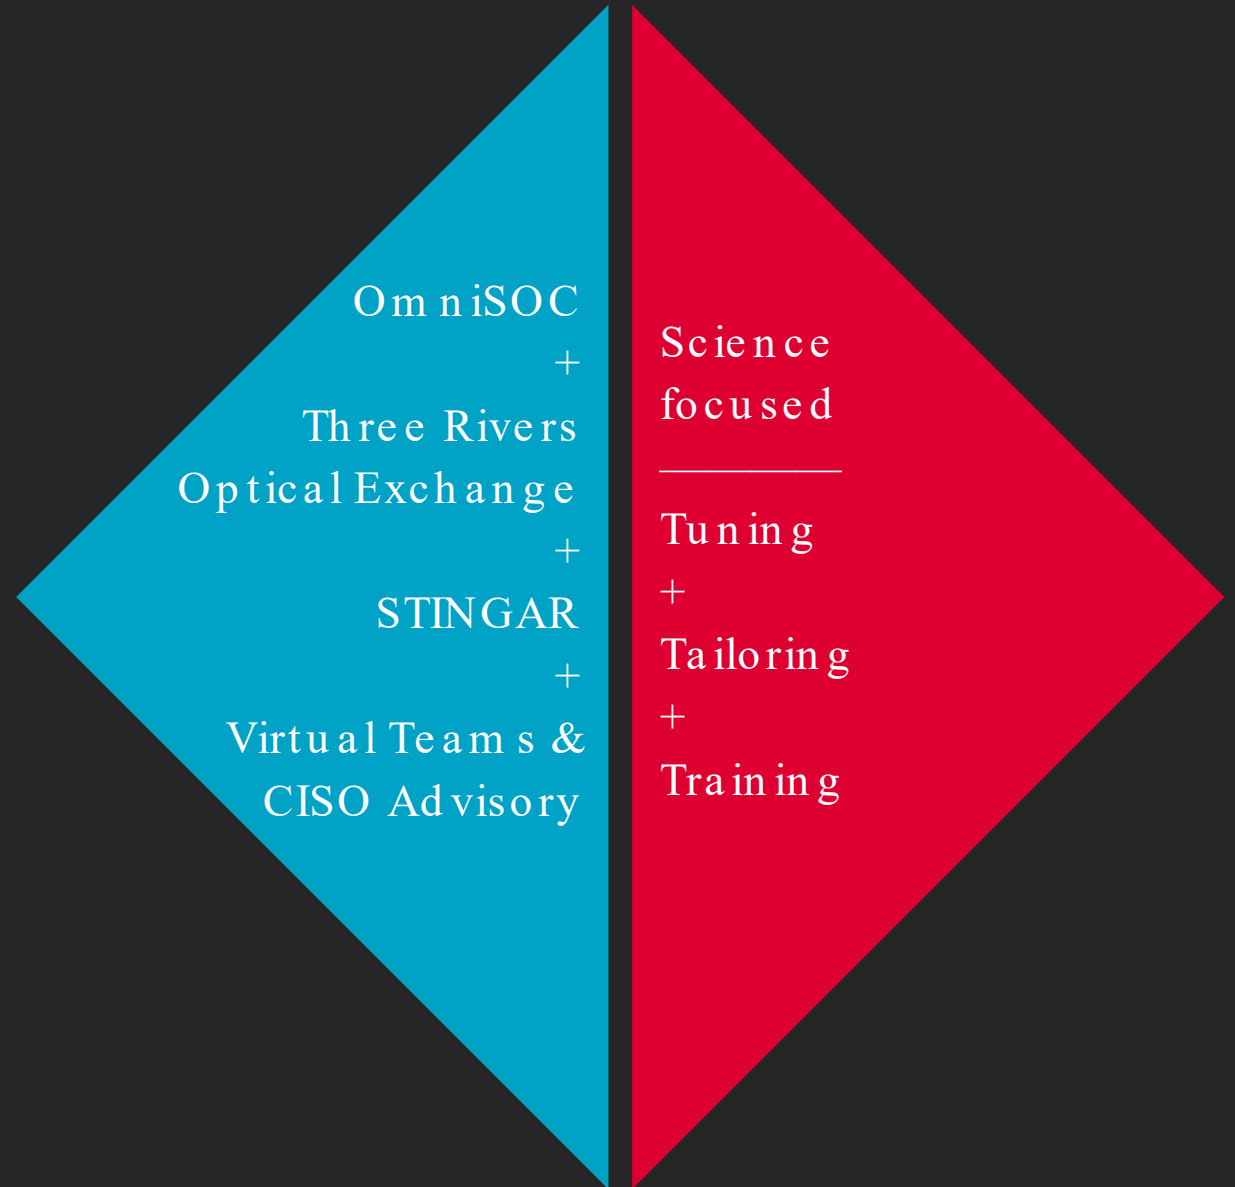 OmniSOC
+
Three Rivers
Optical Exchange
+
STINGAR
+
Virtual Teams &
CISO Advisory
Science
focused
Tuning
+
Tailoring
+
Training